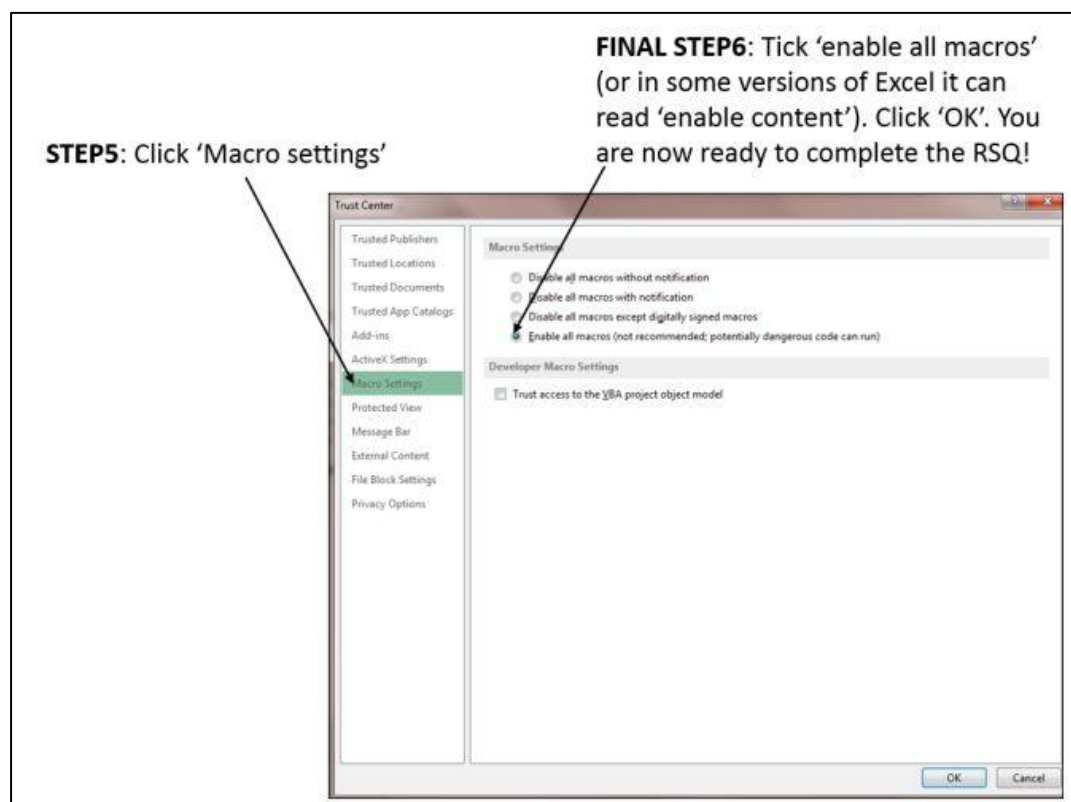 FINAL STEP6: Tick ‘enable all macros’
(or in some versions of Excel it can
read ‘enable content’). Click ‘OK’. You
are now ready to complete the RSQ!
STEP5: Click ‘Macro settings’
Trust Center
Trusted Publishers
Trusted Locations
Trusted Documents
Trusted App Catalogs
Add-ins
ActiveX Settings
Macro Settings
Protected View
Message Bar
External Content
File Block Settings
Privacy Options
Macro Settings
Disable all macros without notification
Disable all macros with notification
Disable all macros except digitally signed macros
Enable all macros (not recommended; potentially dangerous code can run)
Developer Macro Settings
Trust access to the VBA project object model
OK
Cancel